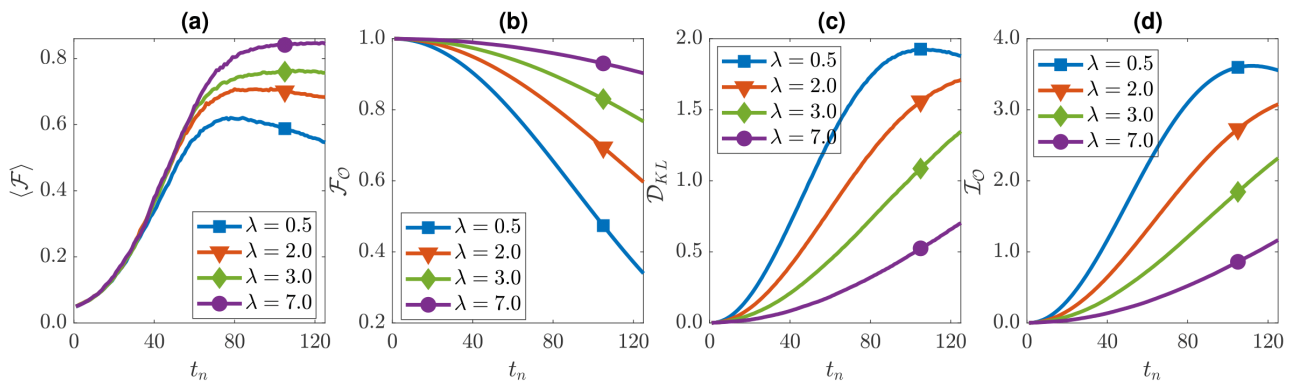 (a)
⟨F⟩
0.8
0.6
0.4
0.2
0
40
80
120
t_n
λ = 0.5
λ = 2.0
λ = 3.0
λ = 7.0
(b)
F_O
1.0
0.8
0.6
0.4
0.2
0
40
80
120
t_n
λ = 0.5
λ = 2.0
λ = 3.0
λ = 7.0
(c)
D_KL
2.0
1.5
1.0
0.5
0.0
0
40
80
120
t_n
λ = 0.5
λ = 2.0
λ = 3.0
λ = 7.0
(d)
I_O
4.0
3.0
2.0
1.0
0.0
0
40
80
120
t_n
λ = 0.5
λ = 2.0
λ = 3.0
λ = 7.0